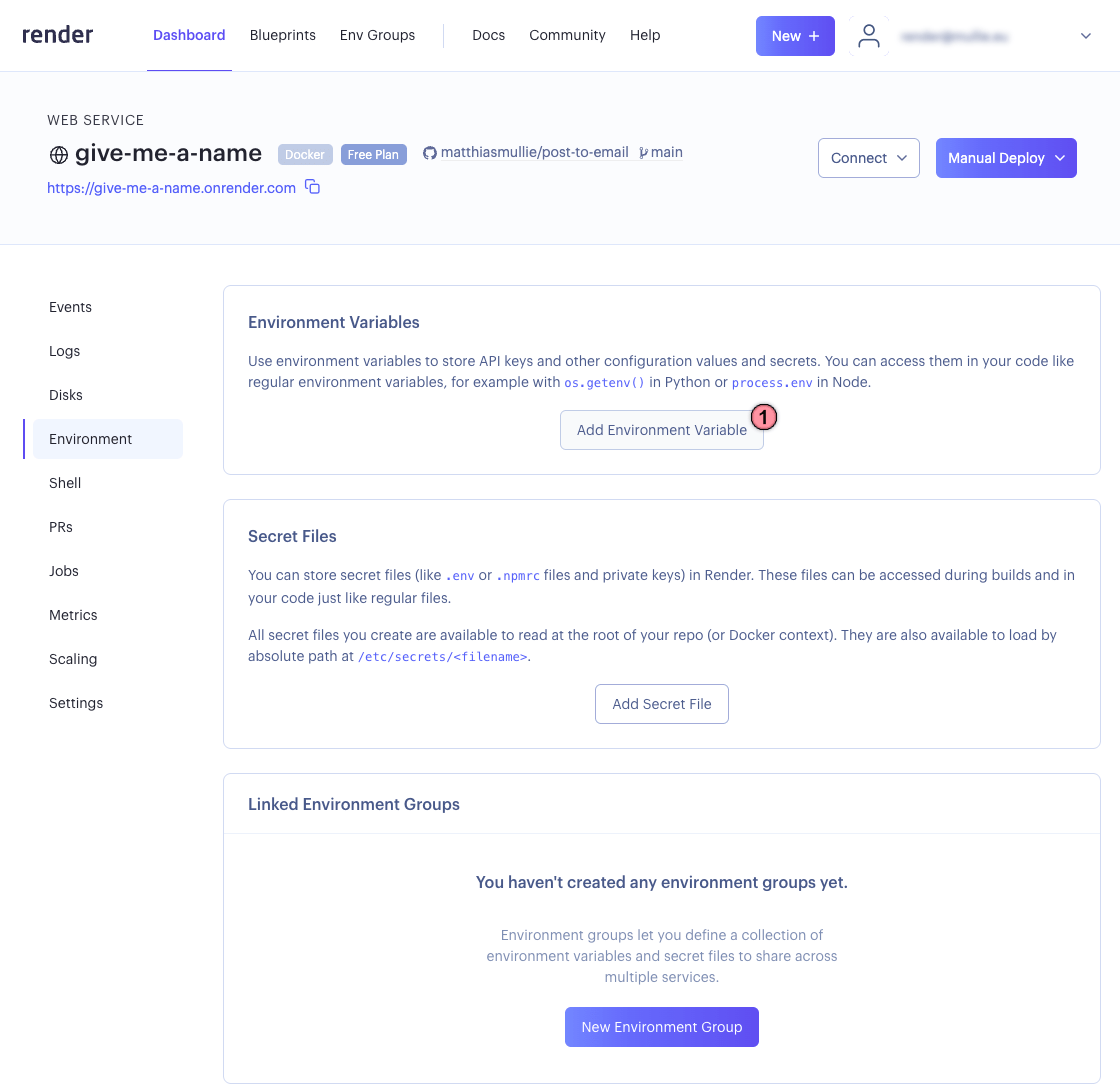 render Dashboard Blueprints Env Groups Docs Community Help New +
WEB SERVICE
give-me-a-name Docker Free Plan matthiasmullie/post-to-email main
https://give-me-a-name.onrender.com
Connect Manual Deploy
Events
Logs
Disks
Environment
Shell
PRs
Jobs
Metrics
Scaling
Settings
Environment Variables
Use environment variables to store API keys and other configuration values and secrets. You can access them in your code like
regular environment variables, for example with os.getenv() in Python or process.env in Node.
Add Environment Variable 1
Secret Files
You can store secret files (like .env or .npmrc files and private keys) in Render. These files can be accessed during builds and in
your code just like regular files.
All secret files you create are available to read at the root of your repo (or Docker context). They are also available to load by
absolute path at /etc/secrets/<filename>.
Add Secret File
Linked Environment Groups
You haven't created any environment groups yet.
Environment groups let you define a collection of
environment variables and secret files to share across
multiple services.
New Environment Group